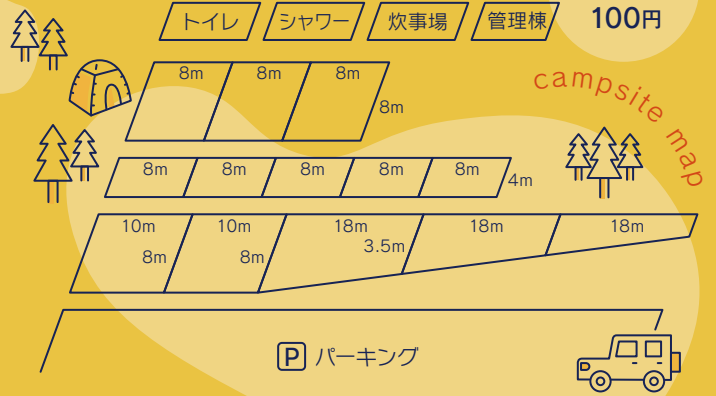 トイレ シャワー 炊事場 管理棟 100円
campsite map
8m 8m 8m
8m
8m 8m 8m 8m 8m
4m
10m 10m 18m 18m 18m
8m 8m 3.5m
P パーキング